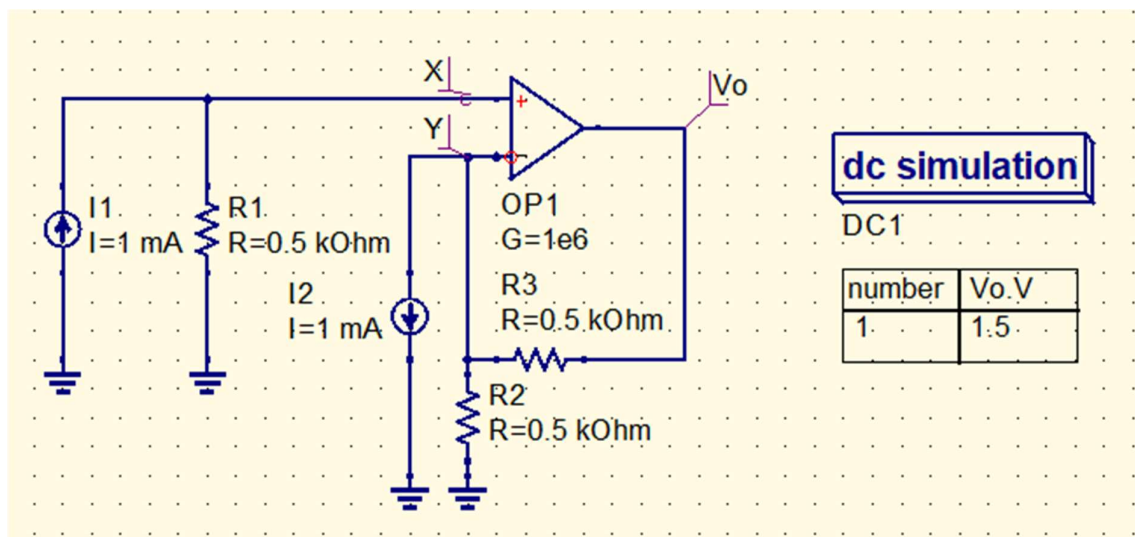 X
Vo
Y
+
-
I1
I=1 mA
R1
R=0.5 kOhm
OP1
G=1e6
I2
I=1 mA
R3
R=0.5 kOhm
R2
R=0.5 kOhm
dc simulation
DC1
number Vo.V
1 1.5